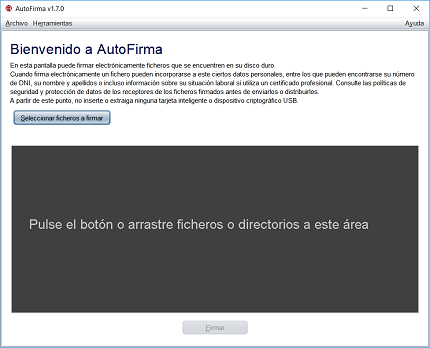 AutoFirma v1.7.0
Archivo Herramientas Ayuda
Bienvenido a AutoFirma
En esta pantalla puede firmar electrónicamente ficheros que se encuentren en su disco duro.
Cuando firma electrónicamente un fichero pueden incorporarse a este ciertos datos personales, entre los que pueden encontrarse su número
de DNI, su nombre y apellidos o incluso información sobre su situación laboral si utiliza un certificado profesional. Consulte las políticas de
seguridad y protección de datos de los receptores de los ficheros firmados antes de enviarlos o distribuirlos.
A partir de este punto, no inserte o extraiga ninguna tarjeta inteligente o dispositivo criptográfico USB.
Seleccionar ficheros a firmar
Pulse el botón o arrastre ficheros o directorios a este área
Firmar